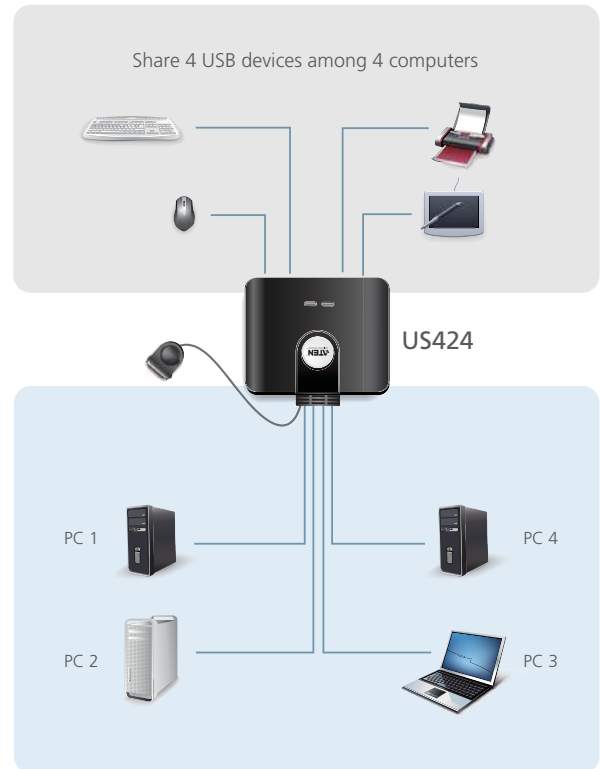 Share 4 USB devices among 4 computers
US424
ATEN
PC 1
PC 4
PC 2
PC 3